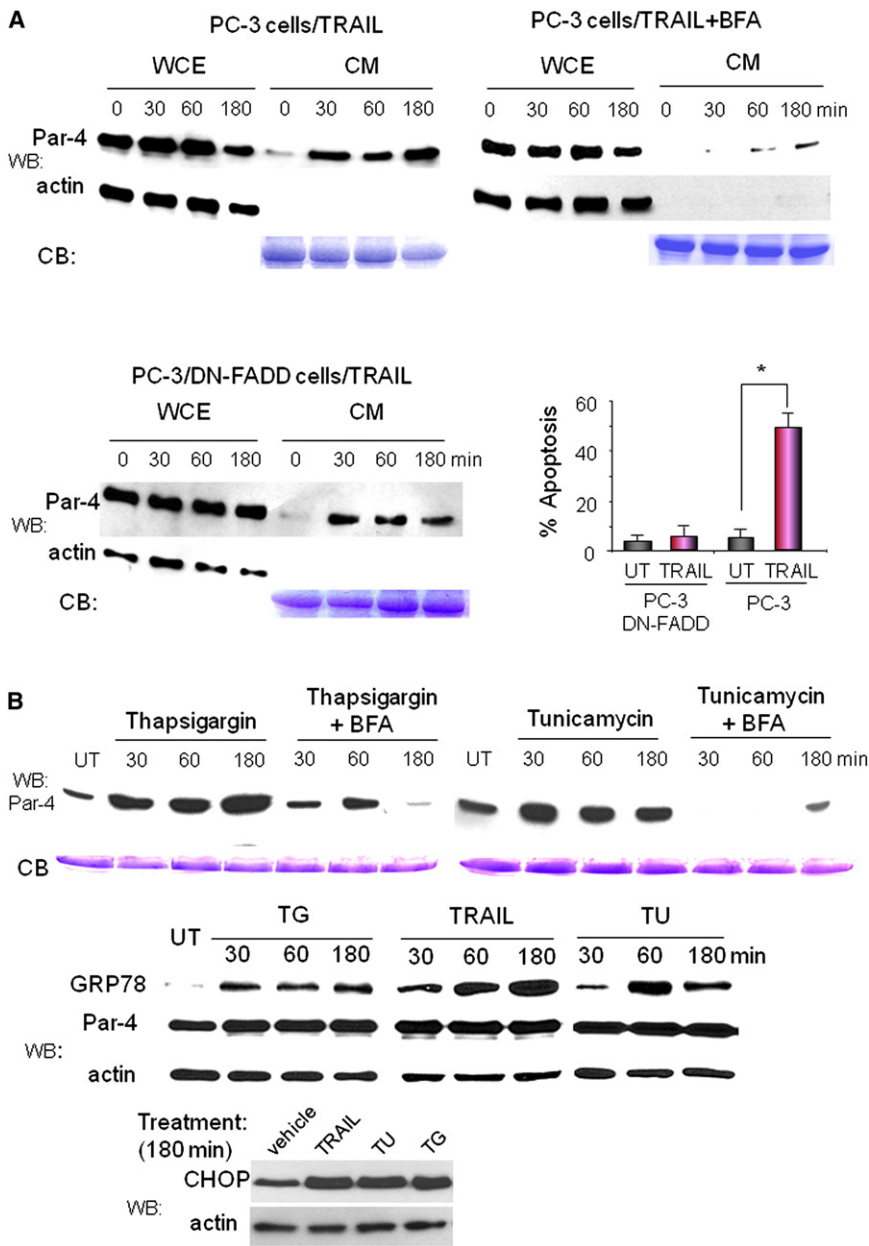 A
PC-3 cells/TRAIL
WCE CM
0 30 60 180 0 30 60 180
Par-4
WB:
actin
CB:
PC-3 cells/TRAIL+BFA
WCE CM
0 30 60 180 0 30 60 180 min
PC-3/DN-FADD cells/TRAIL
WCE CM
0 30 60 180 0 30 60 180 min
Par-4
WB:
actin
CB:
% Apoptosis
60
40
20
0
*
UT TRAIL UT TRAIL
PC-3 DN-FADD
PC-3
B
Thapsigargin
Thapsigargin
+ BFA
UT 30 60 180 30 60 180
WB:
Par-4
CB
Tunicamycin
Tunicamycin
+ BFA
UT 30 60 180 30 60 180 min
TG TRAIL TU
UT 30 60 180 30 60 180 30 60 180 min
GRP78
Par-4
WB:
actin
Treatment:
(180 min)
vehicle TRAIL TU TG
CHOP
WB:
actin